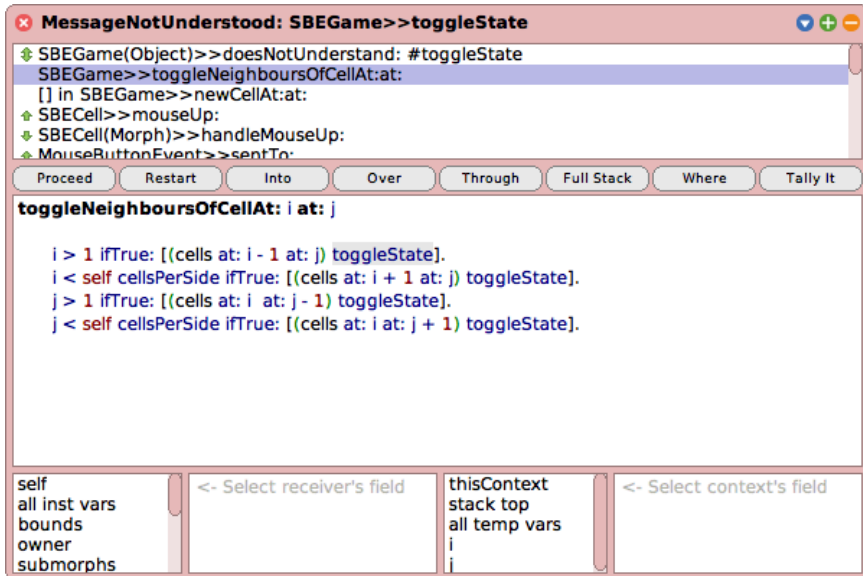 MessageNotUnderstood: SBEGame>>toggleState
SBEGame(Object)>>doesNotUnderstand: #toggleState
SBEGame>>toggleNeighboursOfCellAt:at:
[] in SBEGame>>newCellAt:at:
SBECell>>mouseUp:
SBECell(Morph)>>handleMouseUp:
MouseButtonEvent>>sentTo:
Proceed Restart Into Over Through Full Stack Where Tally It
toggleNeighboursOfCellAt: i at: j
i > 1 ifTrue: [(cells at: i - 1 at: j) toggleState].
i < self cellsPerSide ifTrue: [(cells at: i + 1 at: j) toggleState].
j > 1 ifTrue: [(cells at: i  at: j - 1) toggleState].
j < self cellsPerSide ifTrue: [(cells at: i at: j + 1) toggleState].
self
all inst vars
bounds
owner
submorphs
<- Select receiver's field
thisContext
stack top
all temp vars
i
j
<- Select context's field